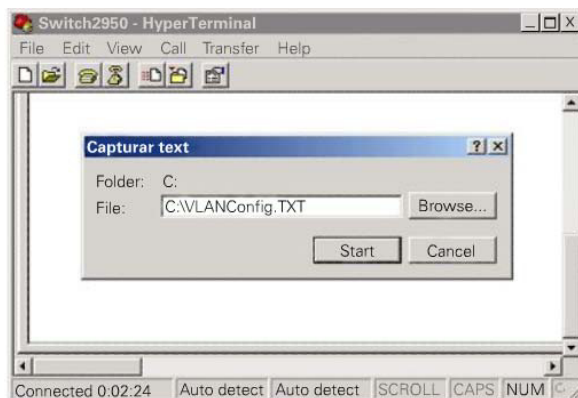 Switch2950 - HyperTerminal
File Edit View Call Transfer Help
Capturar text
Folder: C:
File: C:\VLANConfig.TXT Browse...
Start Cancel
Connected 0:02:24 Auto detect Auto detect SCROLL CAPS NUM